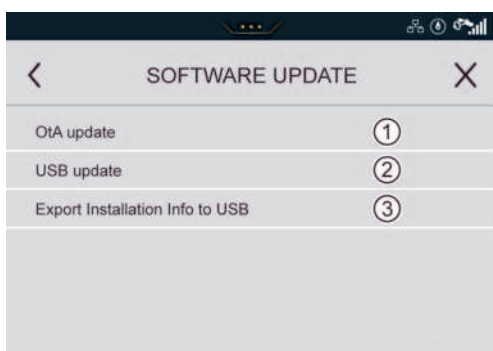 SOFTWARE UPDATE
OtA update ①
USB update ②
Export Installation Info to USB ③